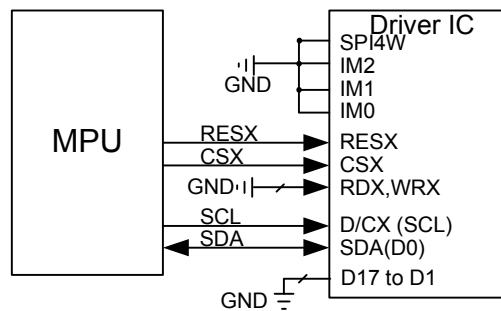 Driver IC
SPI4W
IM2
GND
IM1
IM0
MPU
RESX RESX
CSX CSX
GND RDX,WRX
SCL D/CX (SCL)
SDA SDA(D0)
D17 to D1
GND